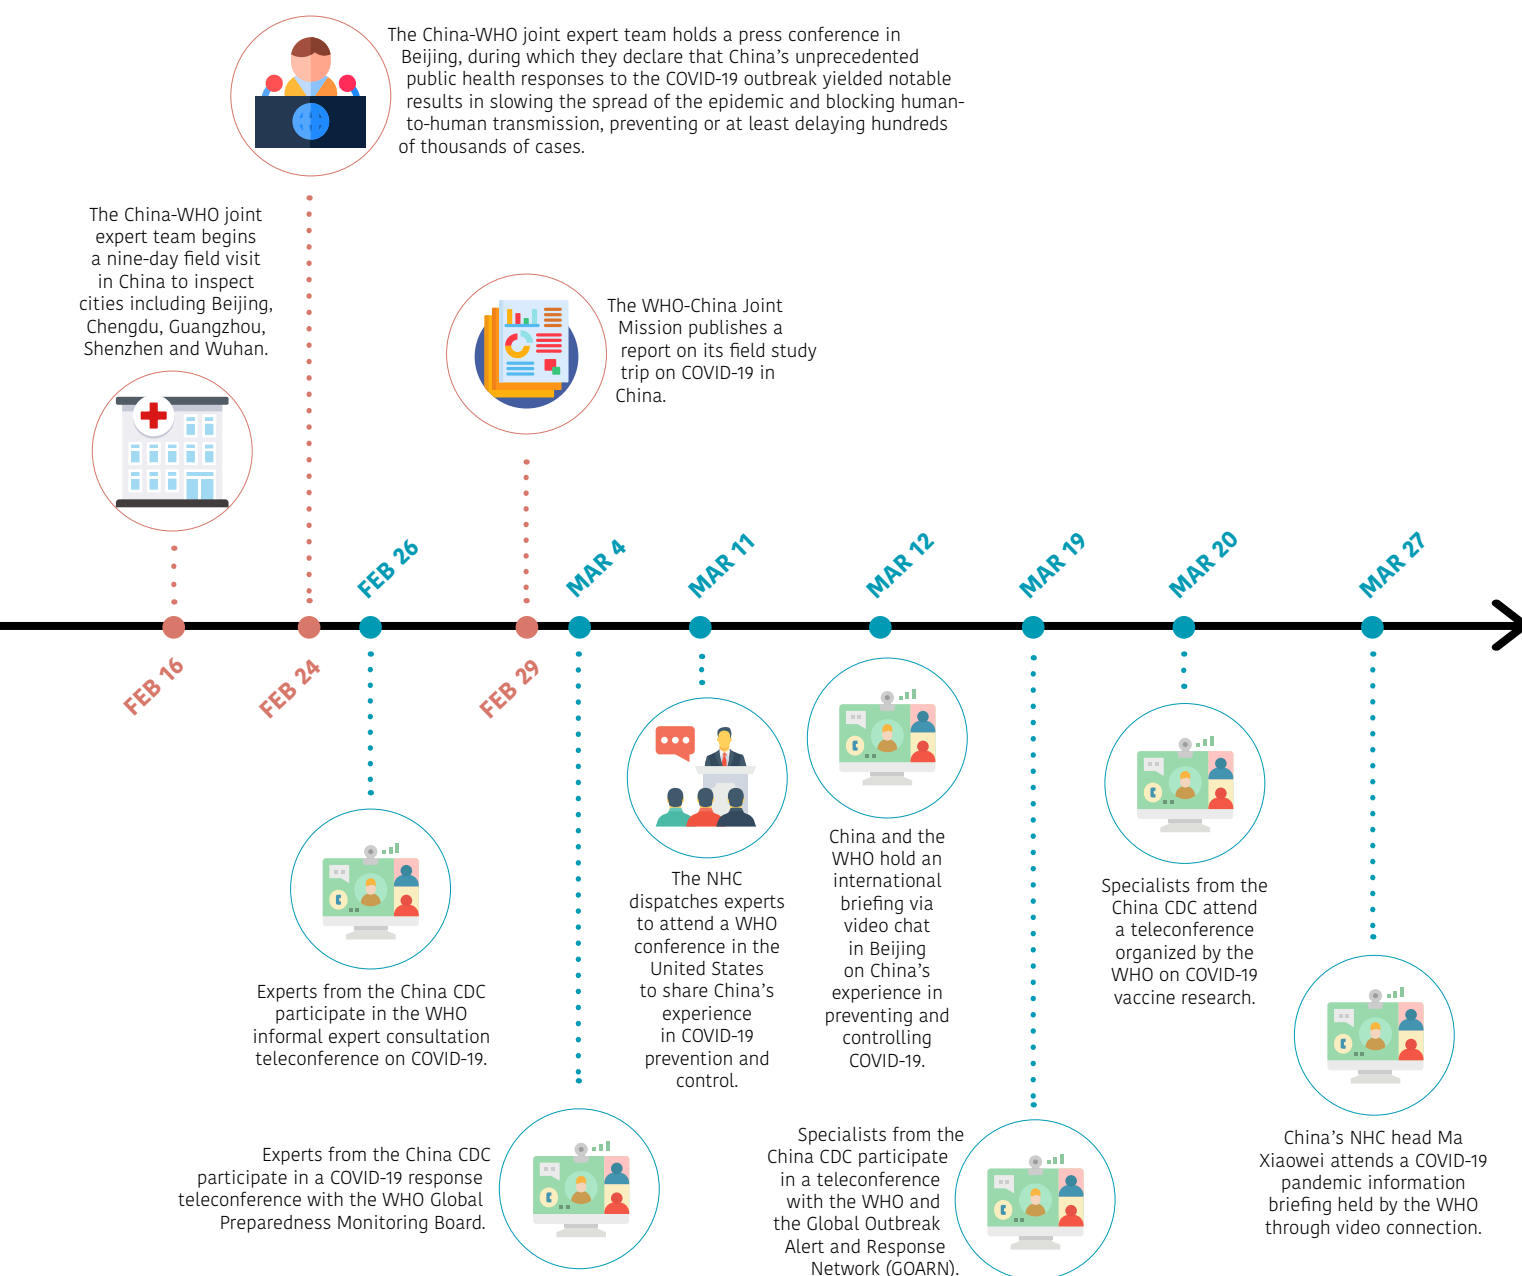 The China-WHO joint expert team holds a press conference in
Beijing, during which they declare that China's unprecedented
public health responses to the COVID-19 outbreak yielded notable
results in slowing the spread of the epidemic and blocking human-
to-human transmission, preventing or at least delaying hundreds
of thousands of cases.
The China-WHO joint
expert team begins
a nine-day field visit
in China to inspect
cities including Beijing,
Chengdu, Guangzhou,
Shenzhen and Wuhan.
The WHO-China Joint
Mission publishes a
report on its field study
trip on COVID-19 in
China.
FEB 26
MAR 4
MAR 11
MAR 12
MAR 19
MAR 20
MAR 27
FEB 16
FEB 24
FEB 29
Experts from the China CDC
participate in the WHO
informal expert consultation
teleconference on COVID-19.
Experts from the China CDC
participate in a COVID-19 response
teleconference with the WHO Global
Preparedness Monitoring Board.
The NHC
dispatches experts
to attend a WHO
conference in the
United States
to share China's
experience
in COVID-19
prevention and
control.
China and the
WHO hold an
international
briefing via
video chat
in Beijing
on China's
experience in
preventing and
controlling
COVID-19.
Specialists from the
China CDC participate
in a teleconference
with the WHO and
the Global Outbreak
Alert and Response
Network (GOARN).
Specialists from the
China CDC attend
a teleconference
organized by the
WHO on COVID-19
vaccine research.
China's NHC head Ma
Xiaowei attends a COVID-19
pandemic information
briefing held by the WHO
through video connection.